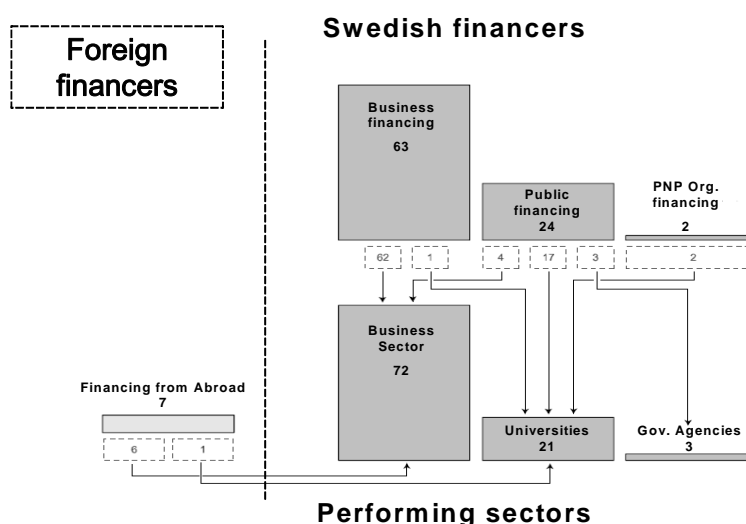 Swedish financers
Foreign
financers
Business
financing
63
Public
financing
24
PNP Org.
financing
2
62
1
4
17
3
2
Business
Sector
72
Financing from Abroad
7
6
1
Universities
21
Gov. Agencies
3
Performing sectors